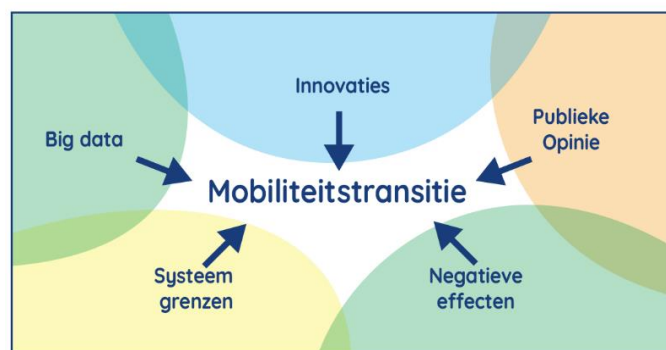 Innovaties
Big data
Publieke
Opinie
Mobiliteitstransitie
Systeem
grenzen
Negatieve
effecten